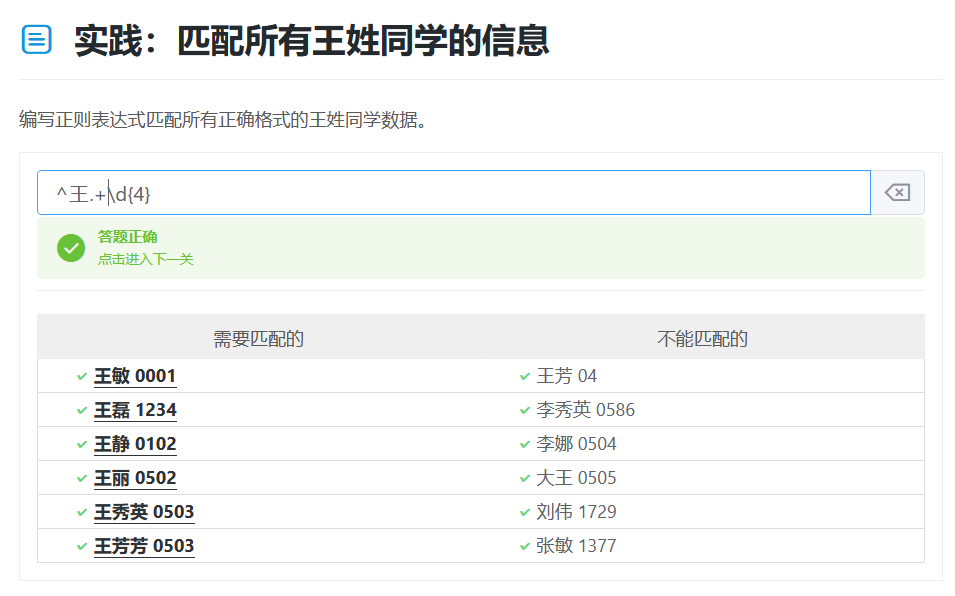 实践：匹配所有王姓同学的信息
编写正则表达式匹配所有正确格式的王姓同学数据。
^王.+\d{4}
答题正确
点击进入下一关
需要匹配的 不能匹配的
王敏 0001 王芳 04
王磊 1234 李秀英 0586
王静 0102 李娜 0504
王丽 0502 大王 0505
王秀英 0503 刘伟 1729
王芳芳 0503 张敏 1377